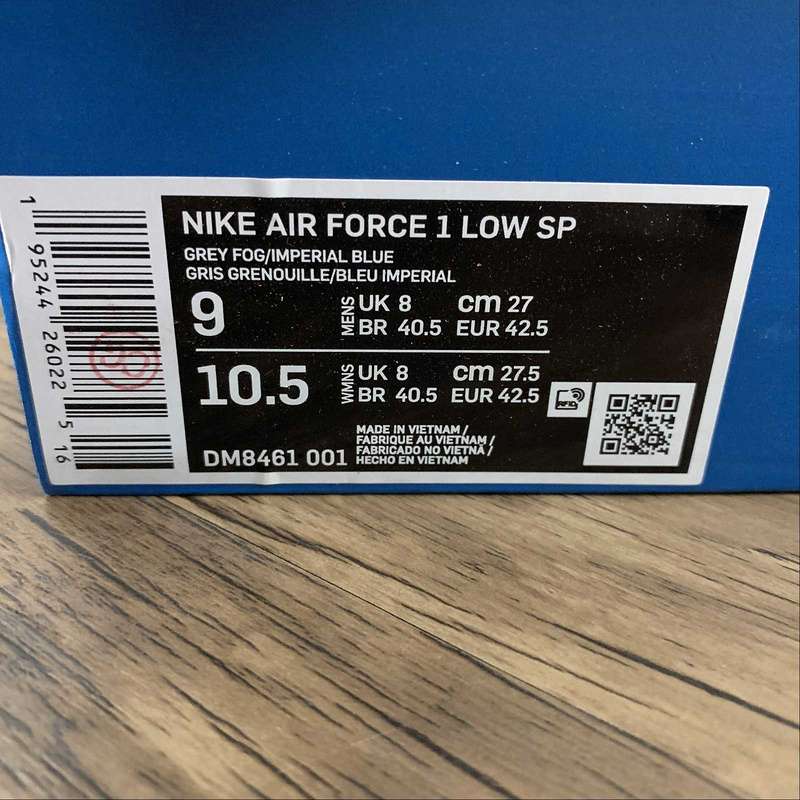 NIKE AIR FORCE 1 LOW SP
GREY FOG/IMPERIAL BLUE
GRIS GRENOUILLE/BLEU IMPERIAL
9 MENS UK 8 cm 27
BR 40.5 EUR 42.5
10.5 WMNS UK 8 cm 27.5
BR 40.5 EUR 42.5
RFID
MADE IN VIETNAM /
FABRIQUE AU VIETNAM /
FABRICADO NO VIETNÃ /
HECHO EN VIETNAM
DM8461 001
1 95244 26022 5 16